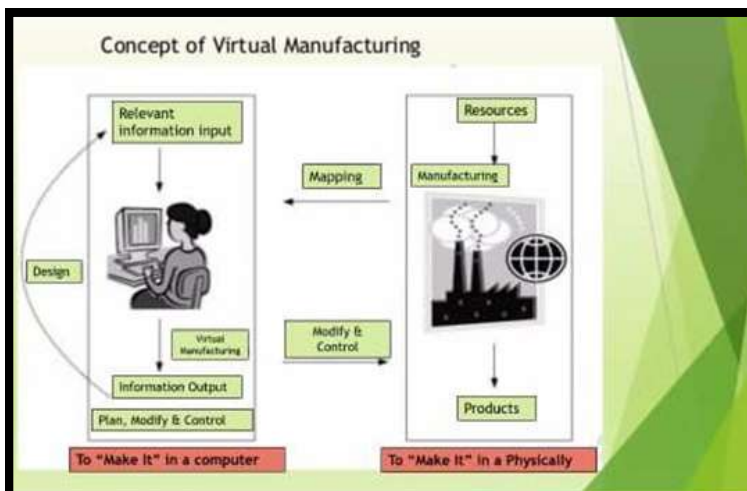 Concept of Virtual Manufacturing
Relevant
information input
Design
Virtual
Manufacturing
Information Output
Plan, Modify & Control
To "Make It" in a computer
Mapping
Modify &
Control
Resources
Manufacturing
Products
To "Make It" in a Physically